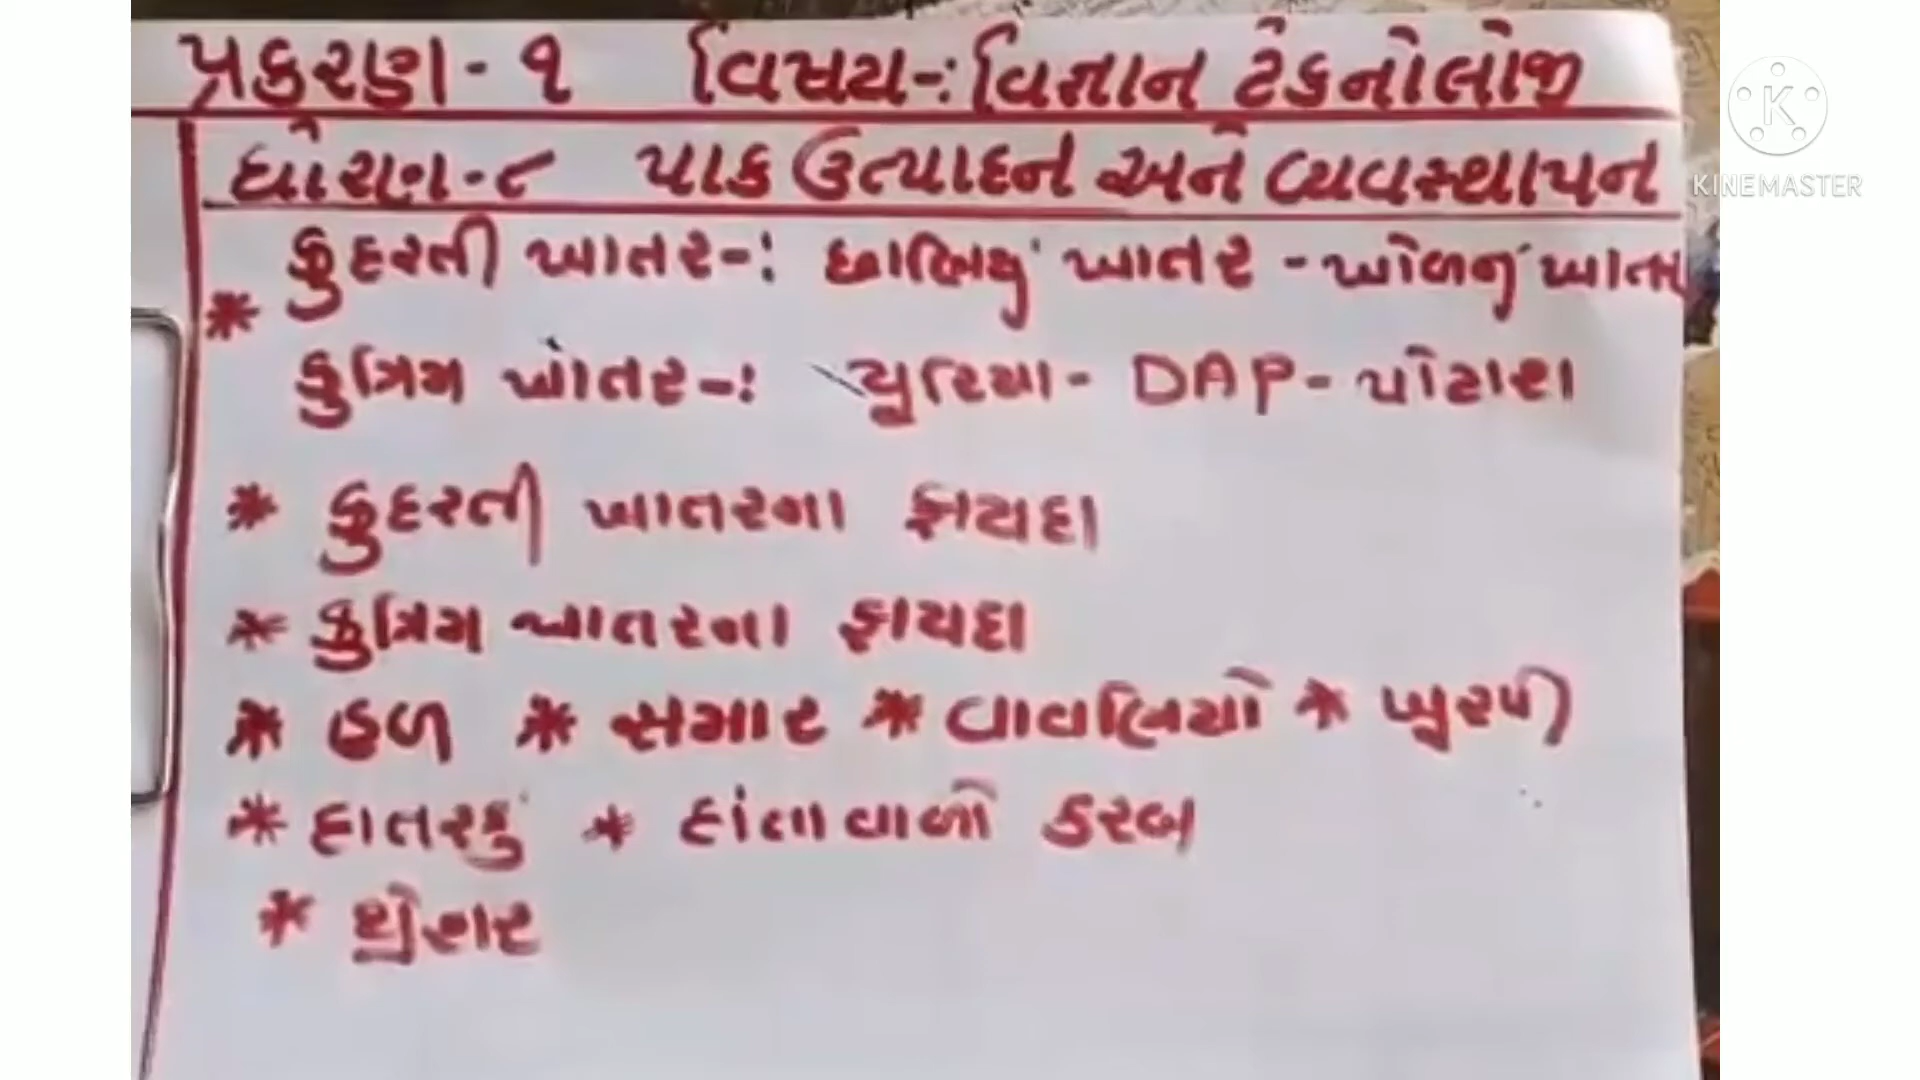 પ્રકરણ - ૧ વિષય-: વિજ્ઞાન ટેકનોલોજી
ધોરણ-૮ પાક ઉત્પાદન અને વ્યવસ્થાપન
* કુદરતી ખાતર-: છાણિયું ખાતર - ખોળનું ખાતર
કુત્રિમ ખાતર-: યુરિયા - DAP - પોટાશ
* કુદરતી ખાતરના ફાયદા
* કુત્રિમ ખાતરના ફાયદા
* હળ * સમાર * વાવણિયો * ખુરપી
* દાતરડું * દાંતાવાળી કરબ
* થ્રેશર
KINEMASTER